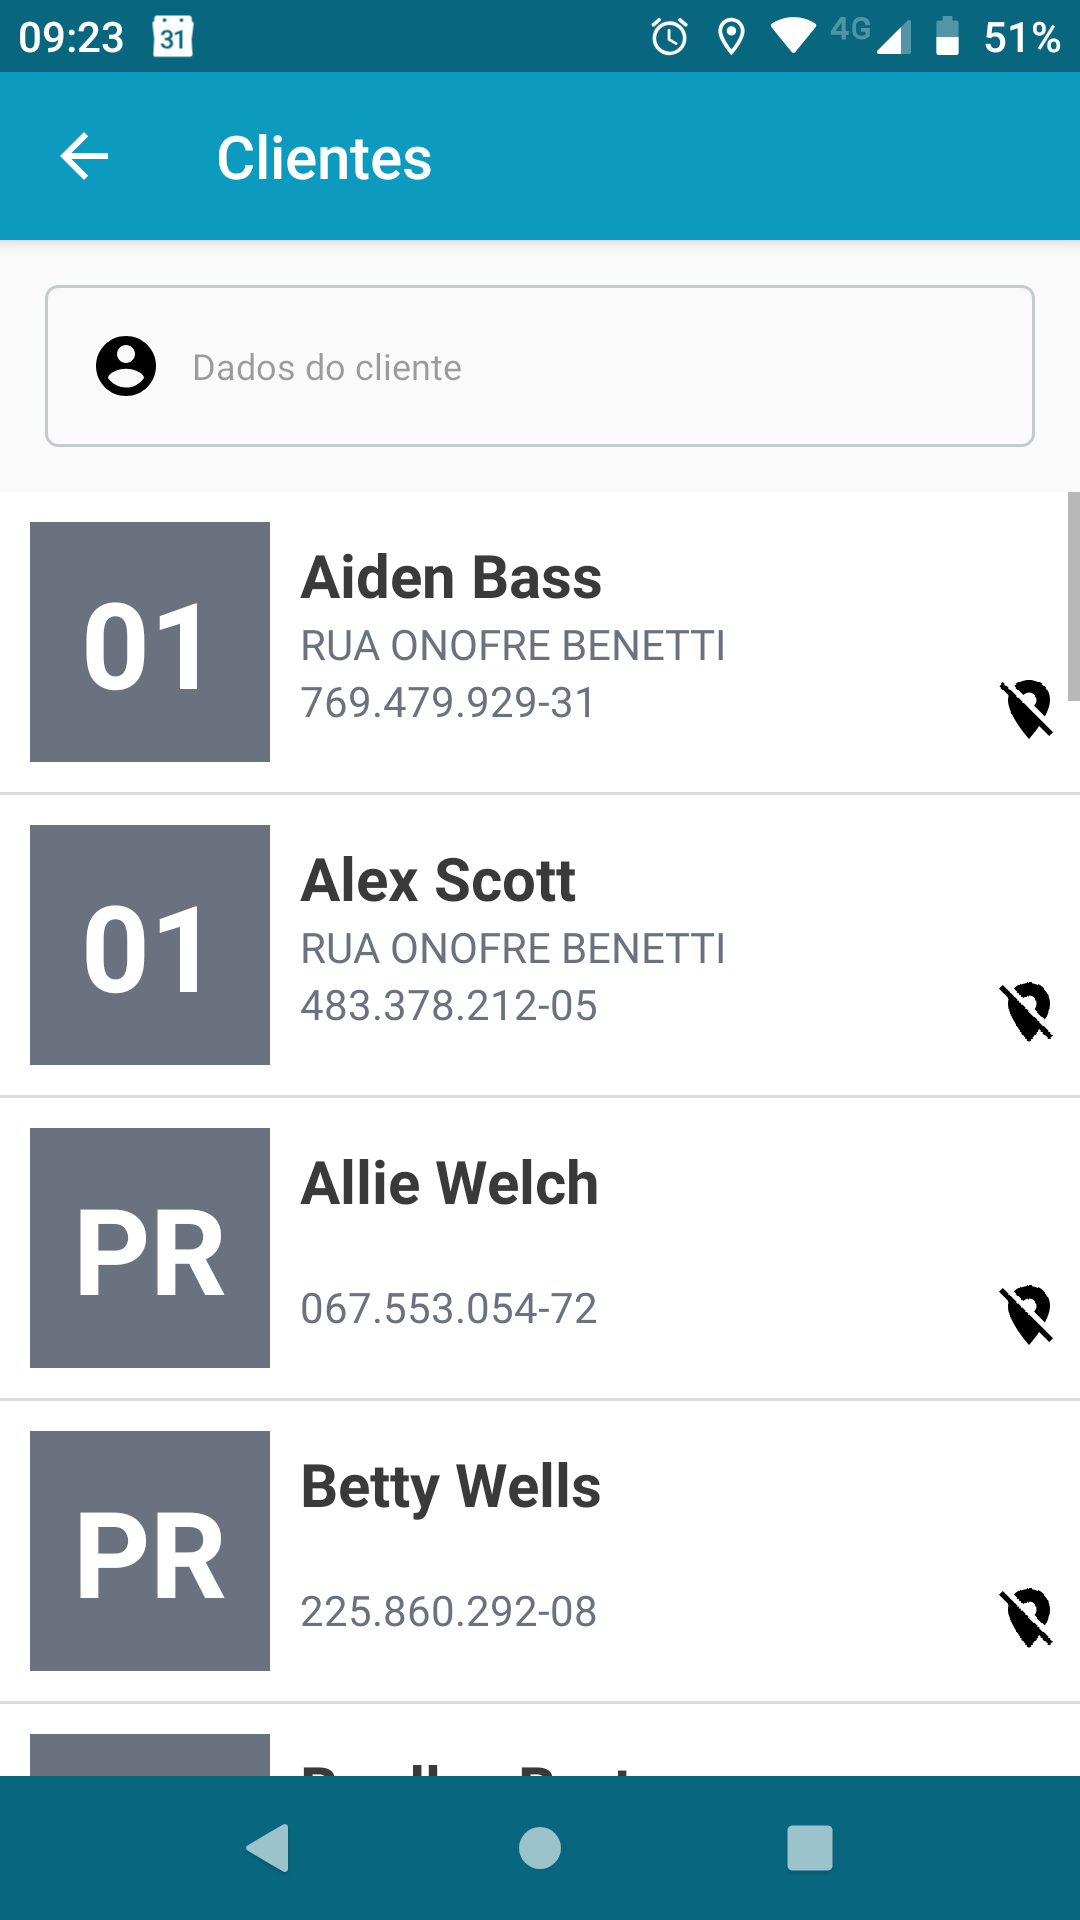 09:23 31 4G 51%
Clientes
Dados do cliente
01
Aiden Bass
RUA ONOFRE BENETTI
769.479.929-31
01
Alex Scott
RUA ONOFRE BENETTI
483.378.212-05
PR
Allie Welch
067.553.054-72
PR
Betty Wells
225.860.292-08